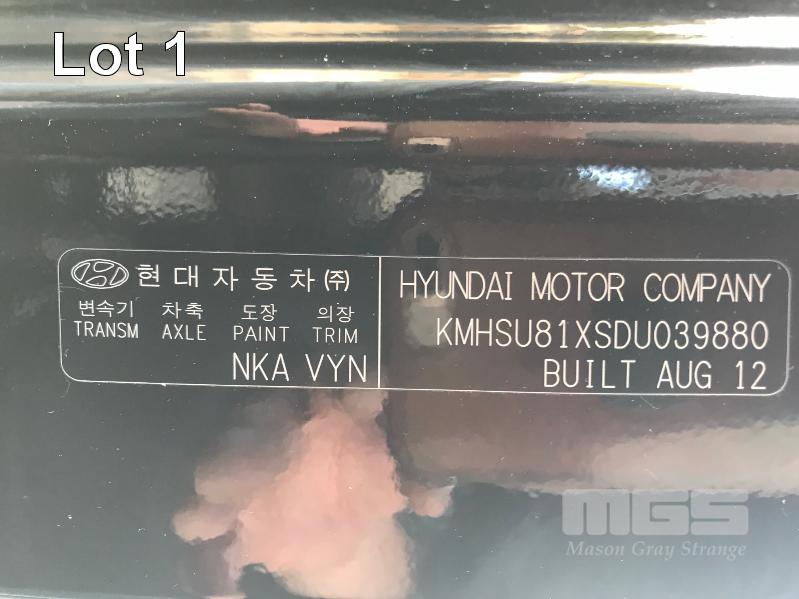 Lot 1
현대자동차(주)
변속기 차축 도장 의장
TRANSM AXLE PAINT TRIM
NKA VYN
HYUNDAI MOTOR COMPANY
KMHSU81XSDU039880
BUILT AUG 12
MGS
Mason Gray Strange